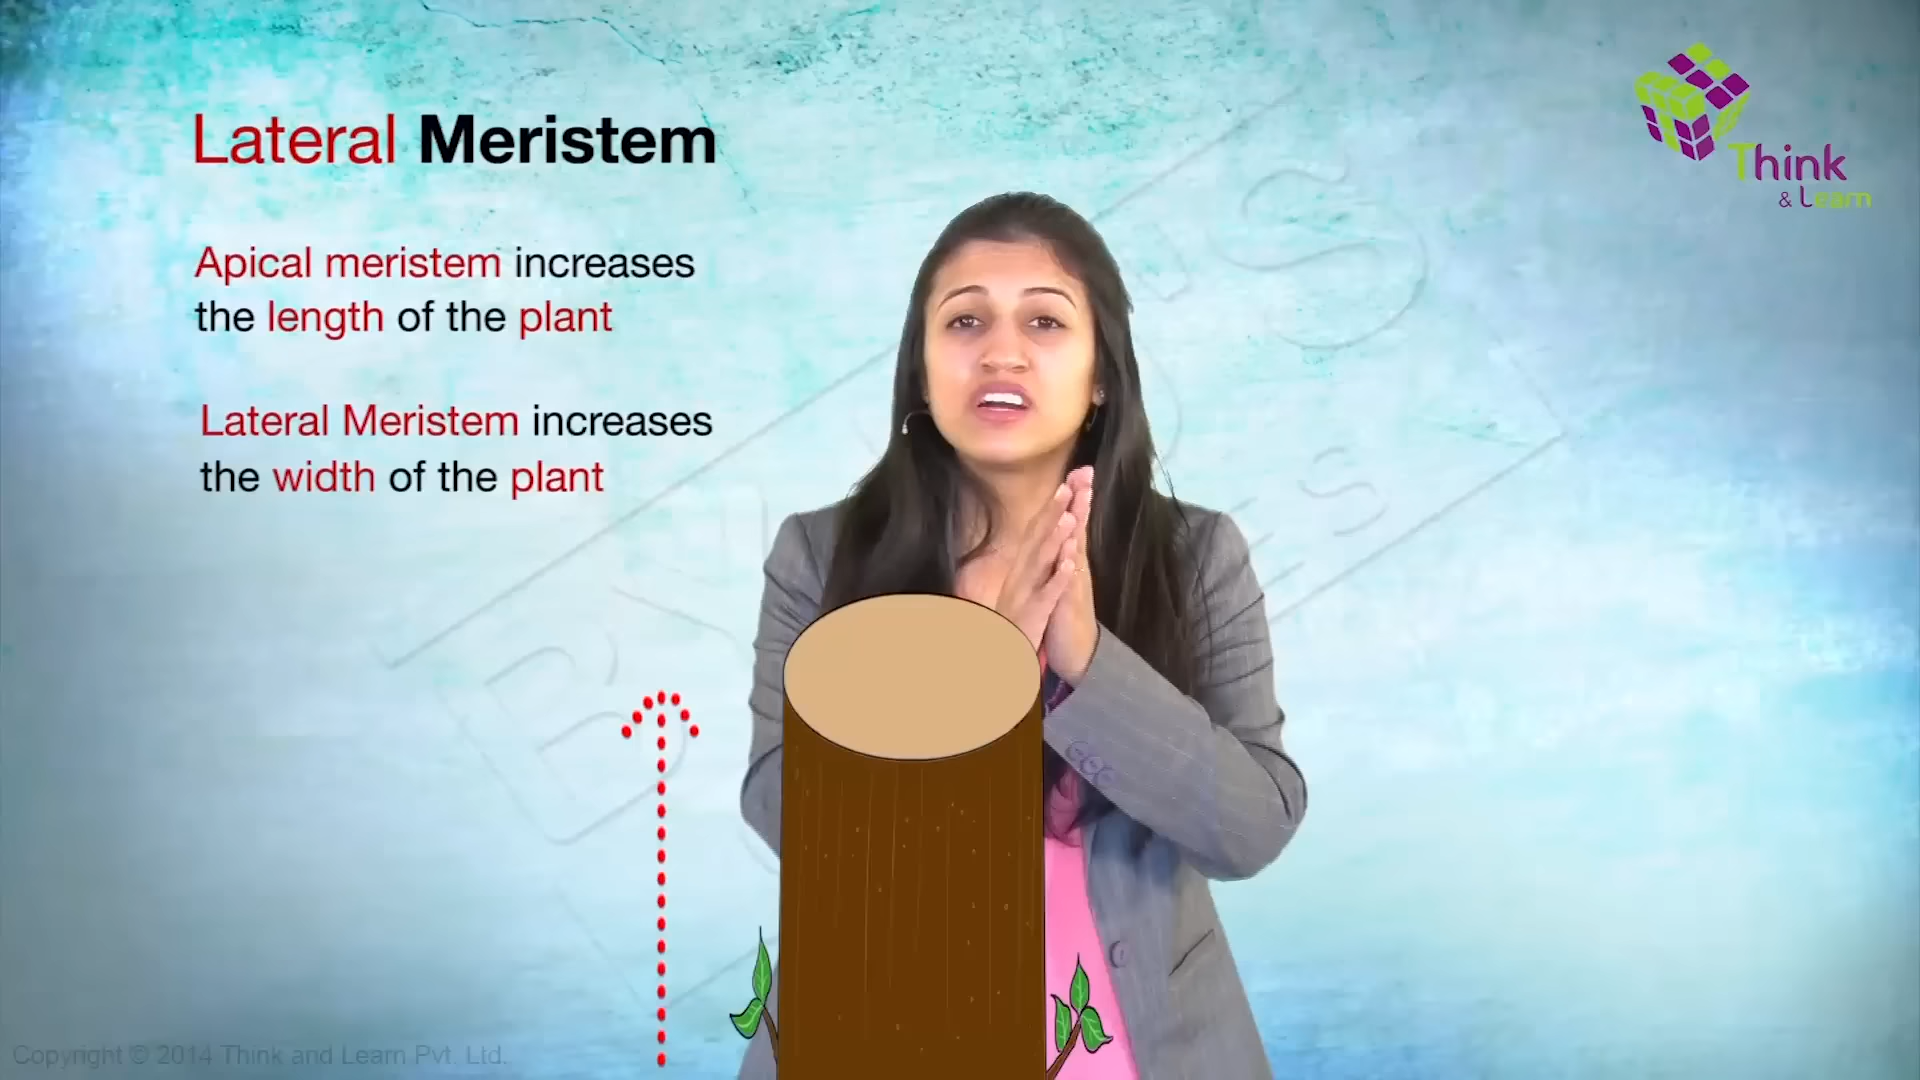 Lateral Meristem
Think
& Learn
Apical meristem increases
the length of the plant
Lateral Meristem increases
the width of the plant
Copyright © 2014 Think and Learn Pvt. Ltd.